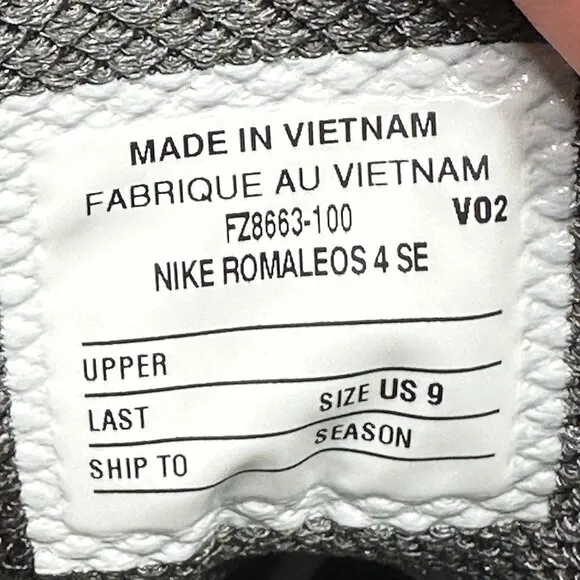 MADE IN VIETNAM
FABRIQUE AU VIETNAM
FZ8663-100 V02
NIKE ROMALEOS 4 SE
UPPER
LAST SIZE US 9
SHIP TO SEASON